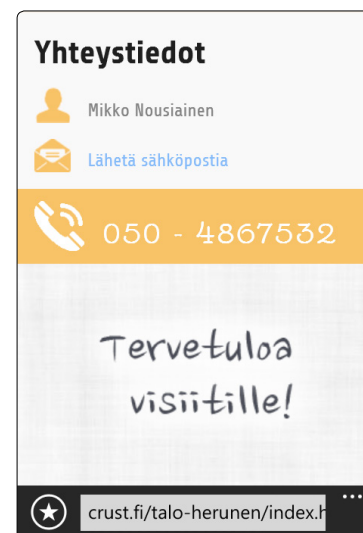 Yhteystiedot
Mikko Nousiainen
Lähetä sähköpostia
050 - 4867532
Tervetuloa
visiitille!
crust.fi/talo-herunen/index.h